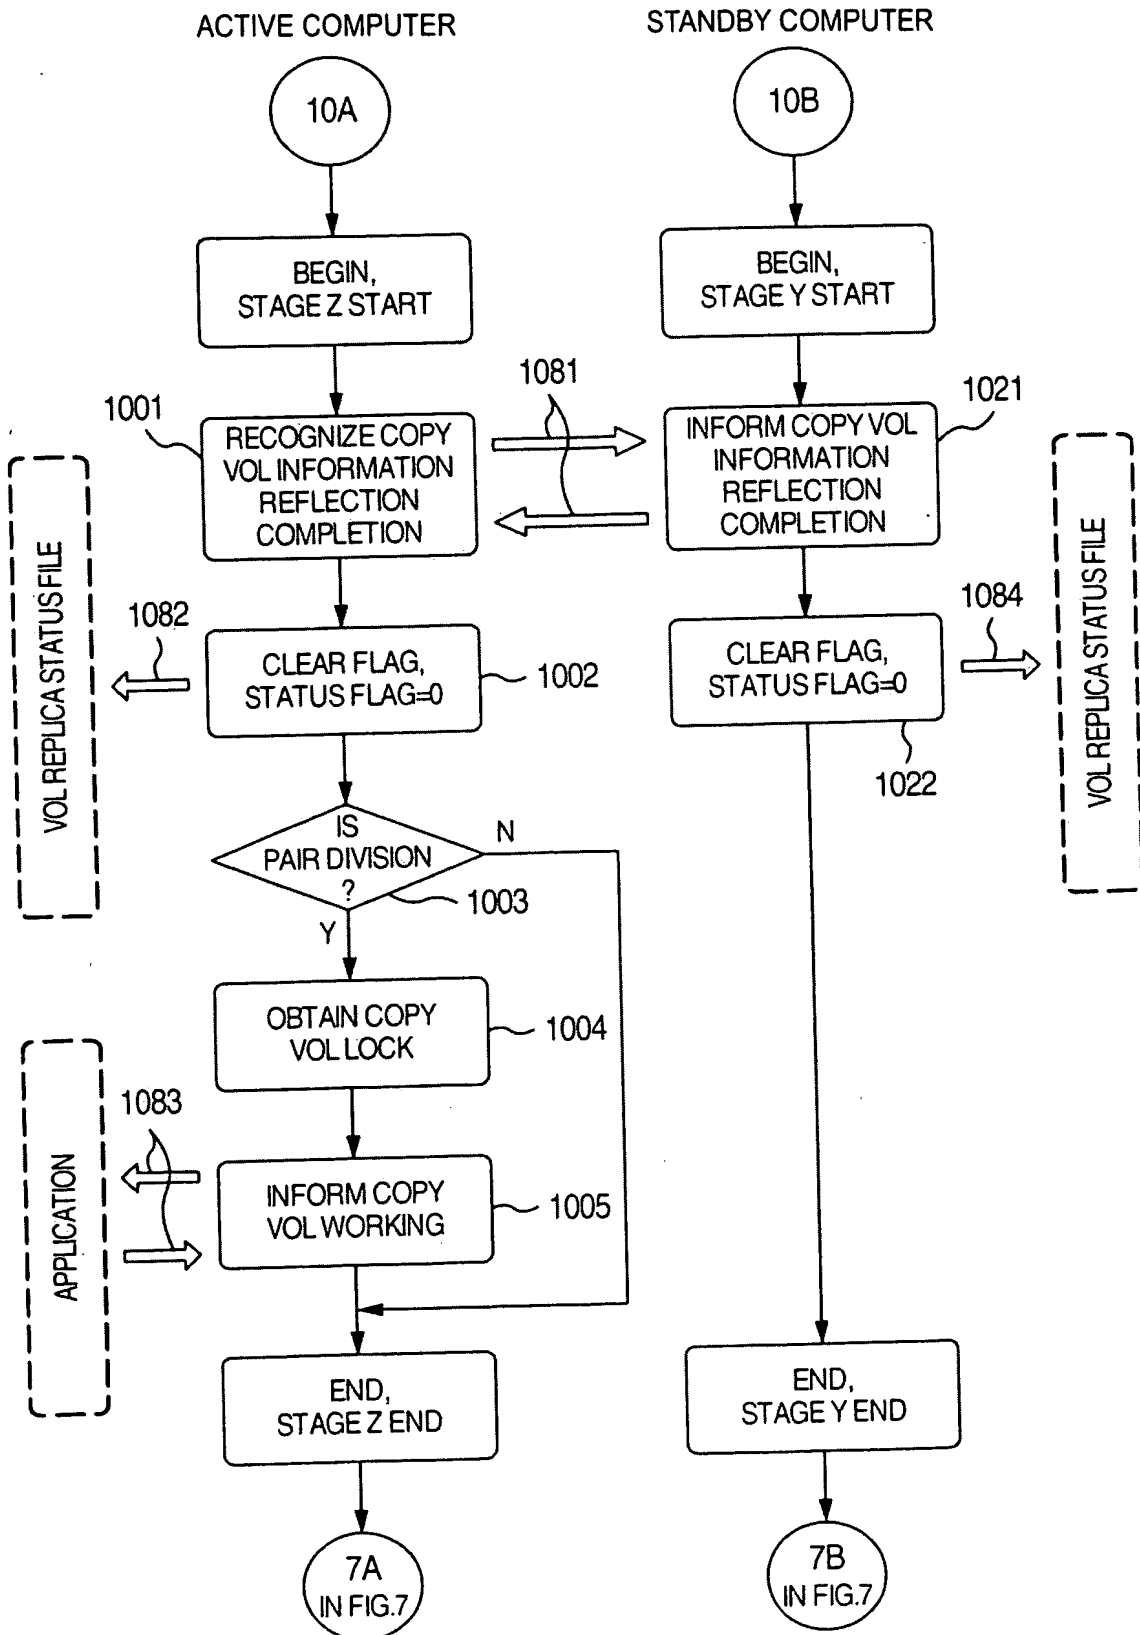 ACTIVE COMPUTER
STANDBY COMPUTER
10A
10B
BEGIN,
STAGE Z START
BEGIN,
STAGE Y START
1081
1001
1021
RECOGNIZE COPY
VOL INFORMATION
REFLECTION
COMPLETION
INFORM COPY VOL
INFORMATION
REFLECTION
COMPLETION
VOL REPLICA STATUS FILE
VOL REPLICA STATUS FILE
1082
1084
CLEAR FLAG,
STATUS FLAG=0
1002
CLEAR FLAG,
STATUS FLAG=0
1022
IS
PAIR DIVISION
?
N
1003
Y
OBTAIN COPY
VOL LOCK
1004
1083
APPLICATION
INFORM COPY
VOL WORKING
1005
END,
STAGE Z END
END,
STAGE Y END
7A
IN FIG.7
7B
IN FIG.7